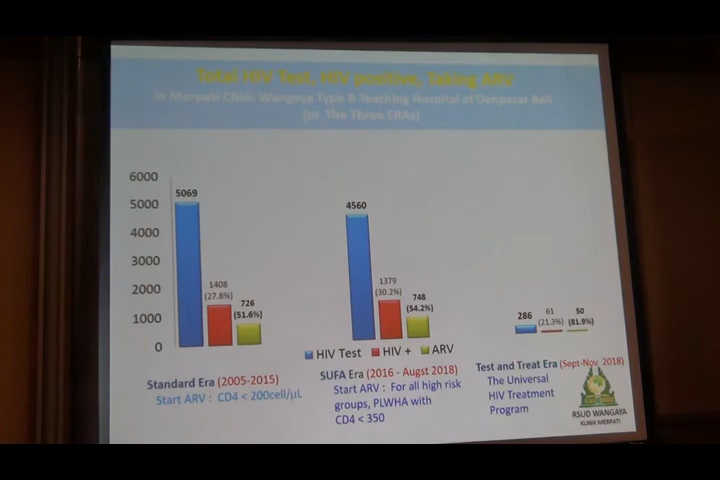 Total HIV Test, HIV positive, Taking ARV
in Merpati Clinic Wangaya Type B Teaching Hospital of Denpasar Bali
(In The Three ERAs)
6000
5000
4000
3000
2000
1000
0
5069
1408
(27.8%)
726
(51.6%)
4560
1379
(30.2%)
748
(54.2%)
286
61
(21.3%)
50
(81.9%)
HIV Test HIV + ARV
Standard Era (2005-2015)
Start ARV : CD4 < 200cell/µL
SUFA Era (2016 - Augst 2018)
Start ARV : For all high risk
groups, PLWHA with
CD4 < 350
Test and Treat Era (Sept-Nov 2018)
The Universal
HIV Treatment
Program
RSUD WANGAYA
KLINIK MERPATI